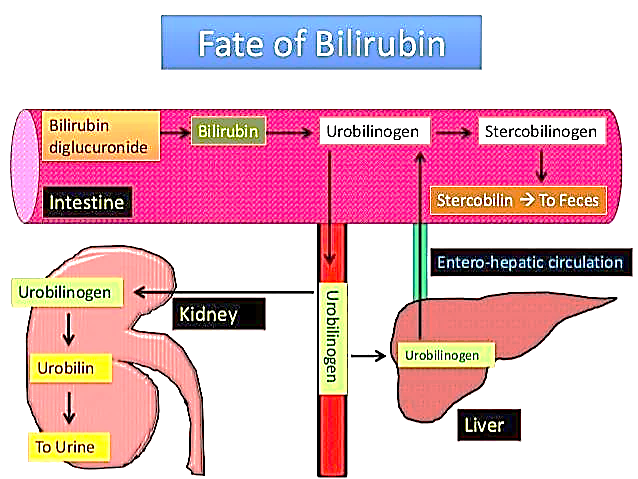 Fate of Bilirubin
Bilirubin
diglucuronide
Bilirubin
Urobilinogen
Stercobilinogen
Intestine
Stercobilin → To Feces
Entero-hepatic circulation
Urobilinogen
Kidney
Urobilinogen
Urobilinogen
Urobilin
Liver
To Urine